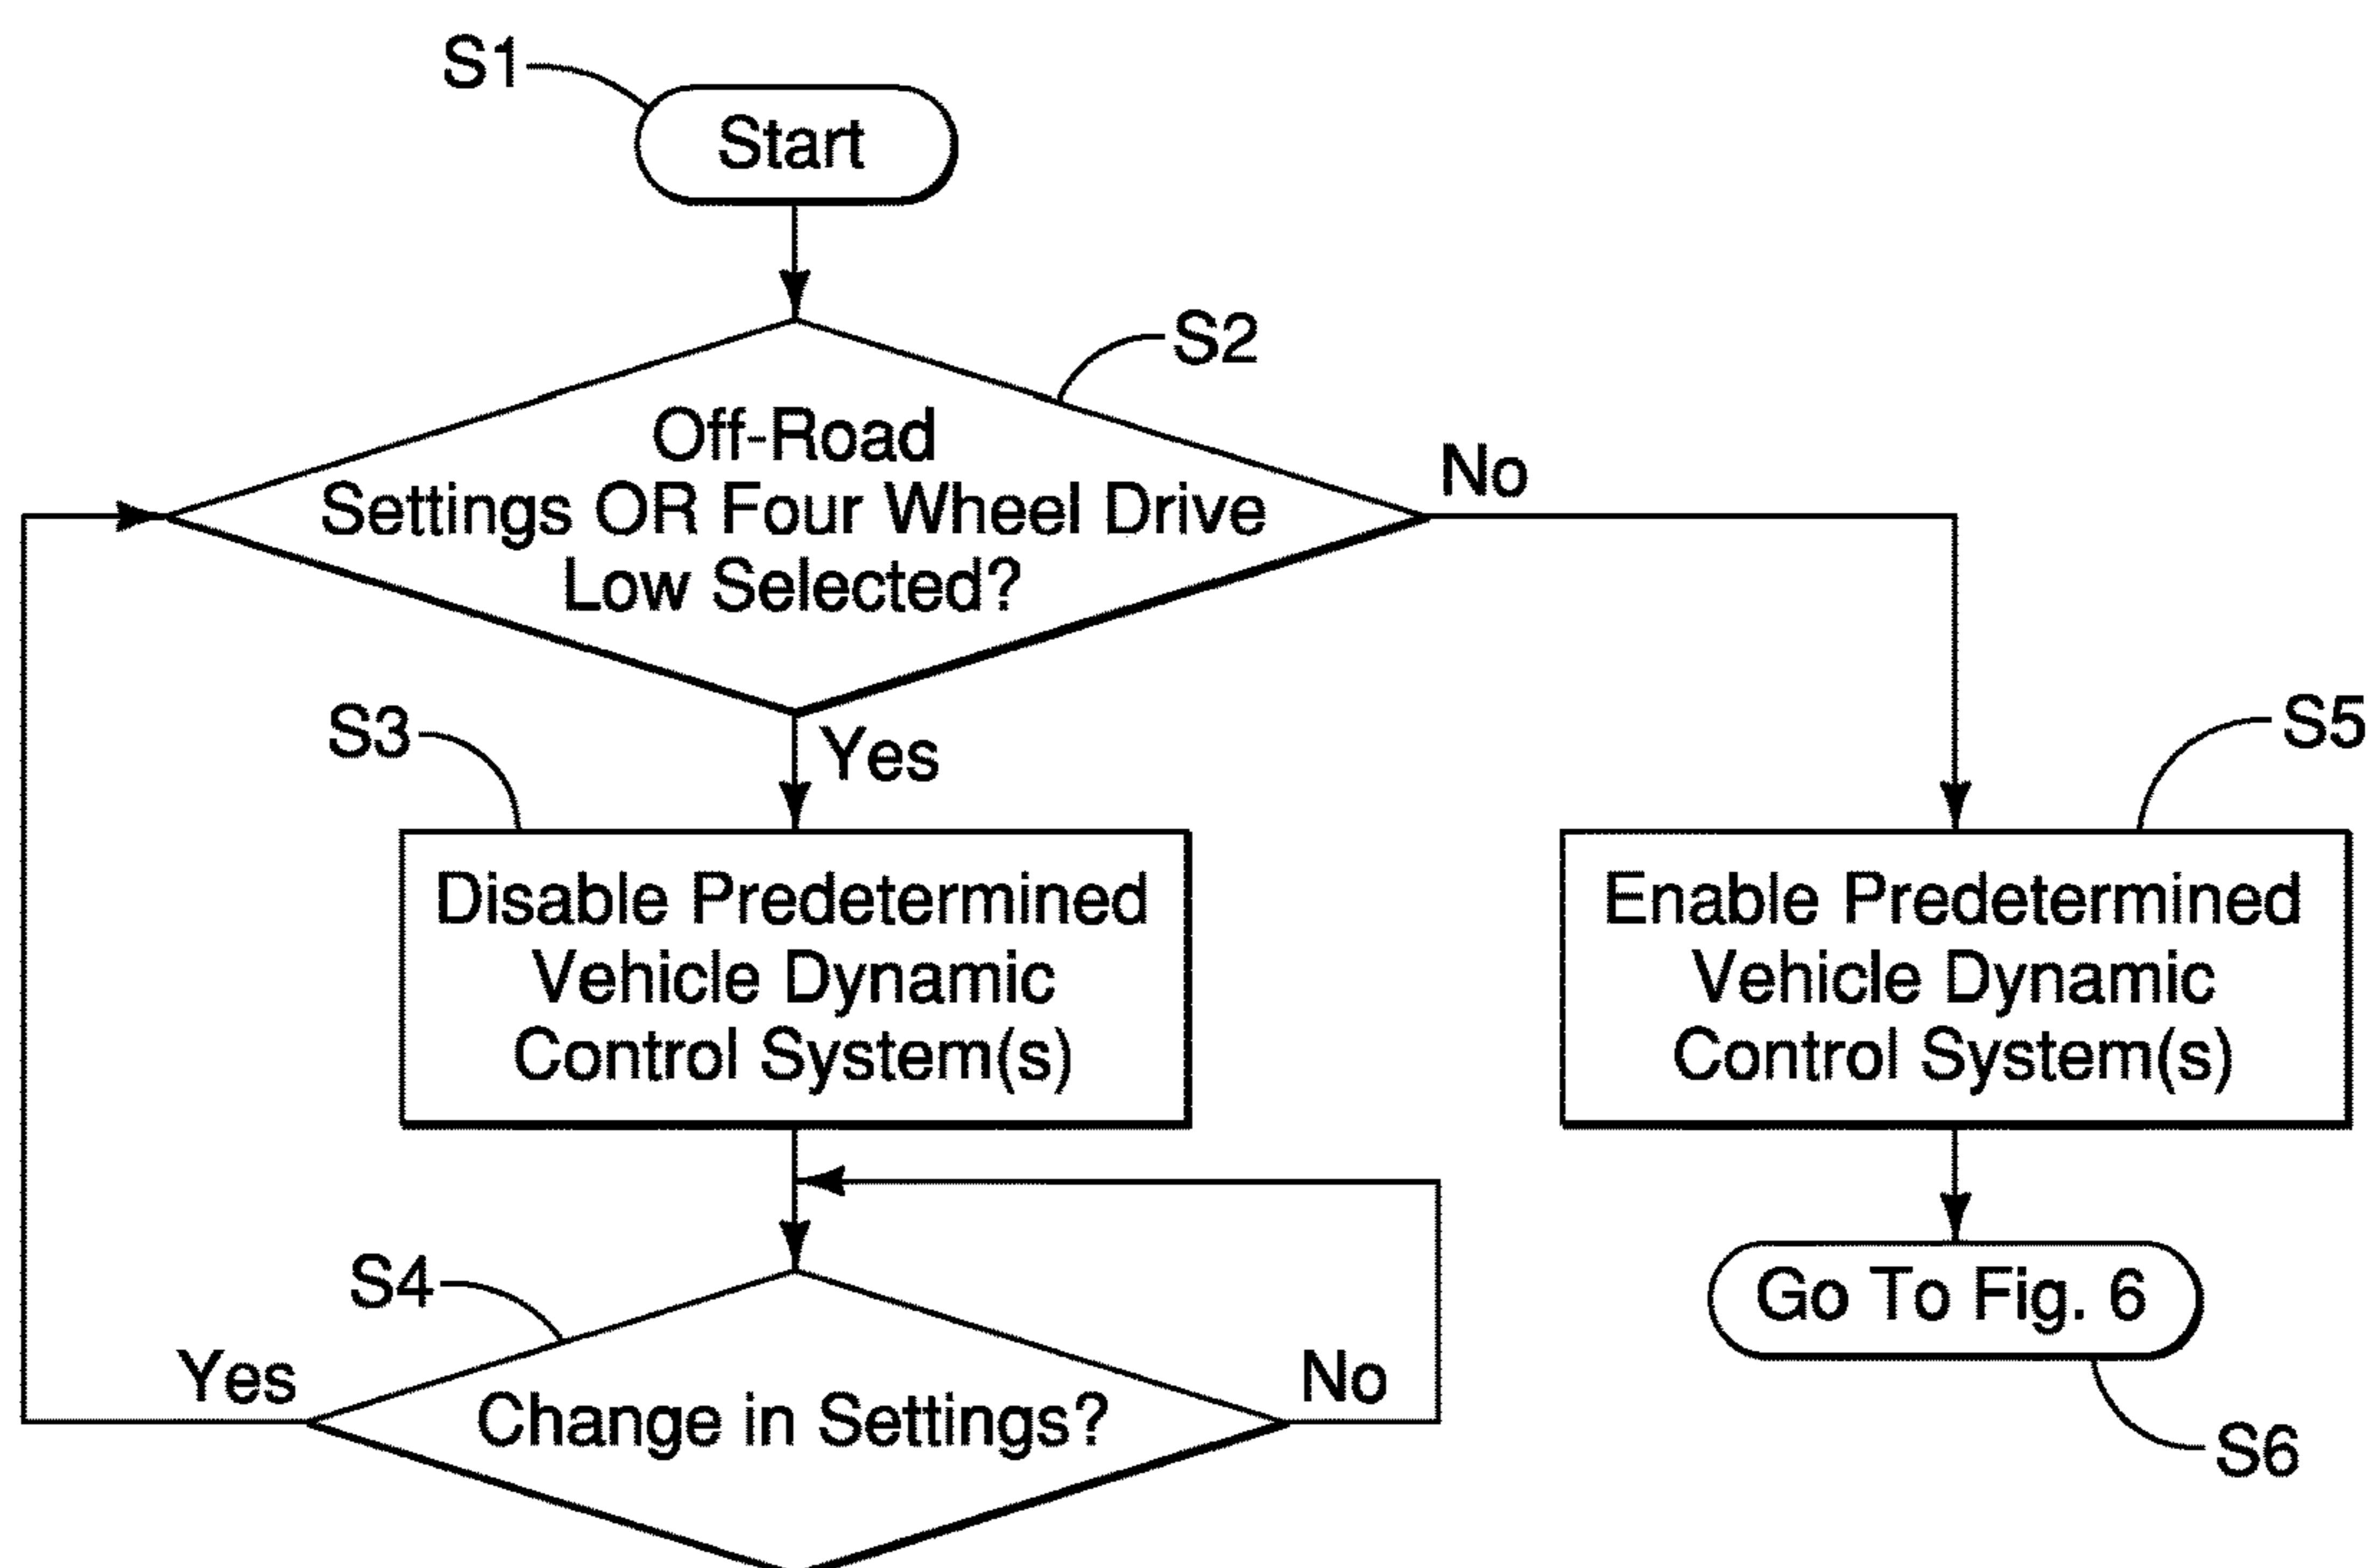 S1
Start
S2
Off-Road
Settings OR Four Wheel Drive
Low Selected?
No
Yes
S3
Disable Predetermined
Vehicle Dynamic
Control System(s)
S5
Enable Predetermined
Vehicle Dynamic
Control System(s)
S4
Change in Settings?
Yes
No
Go To Fig. 6
S6